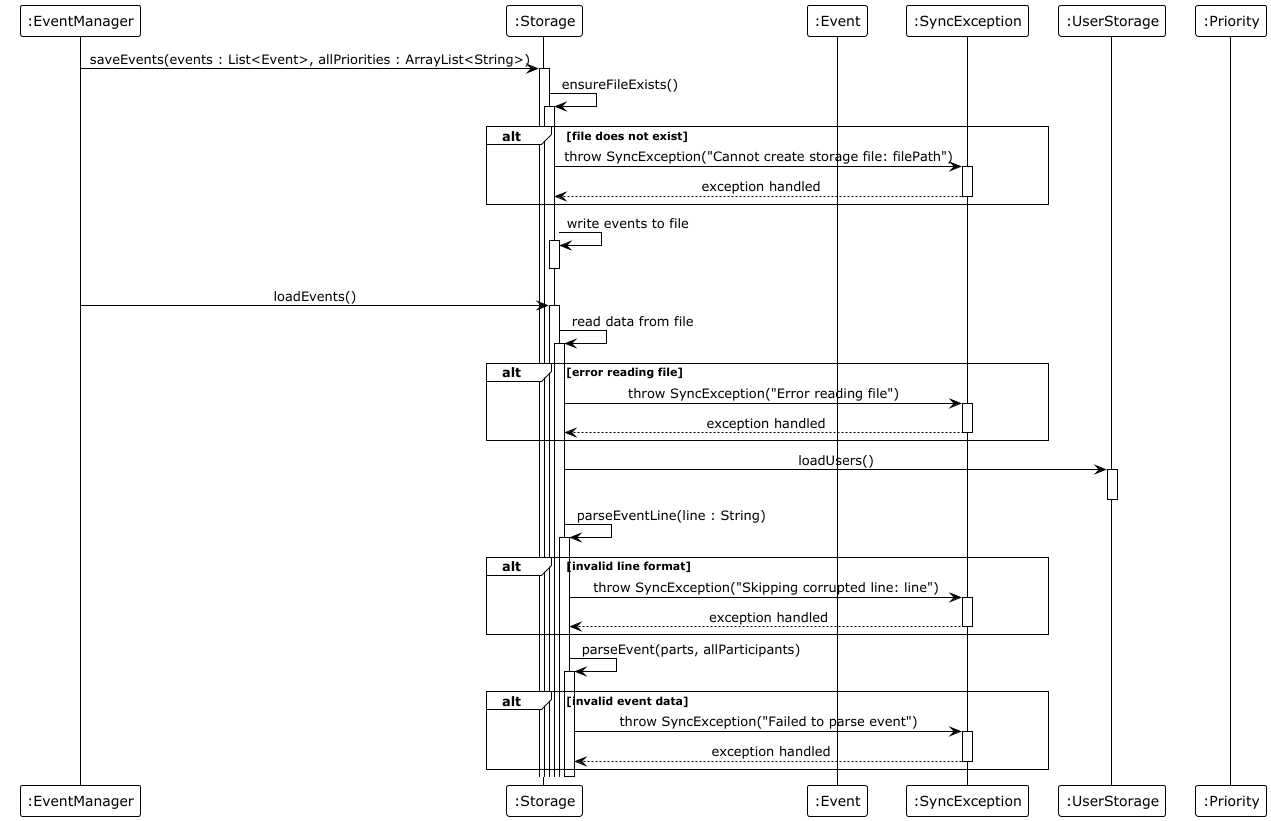 :EventManager :Storage :Event :SyncException :UserStorage :Priority
saveEvents(events : List<Event>, allPriorities : ArrayList<String>)
ensureFileExists()
alt [file does not exist]
throw SyncException("Cannot create storage file: filePath")
exception handled
write events to file
loadEvents()
read data from file
alt [error reading file]
throw SyncException("Error reading file")
exception handled
loadUsers()
parseEventLine(line : String)
alt [invalid line format]
throw SyncException("Skipping corrupted line: line")
exception handled
parseEvent(parts, allParticipants)
alt [invalid event data]
throw SyncException("Failed to parse event")
exception handled
:EventManager :Storage :Event :SyncException :UserStorage :Priority